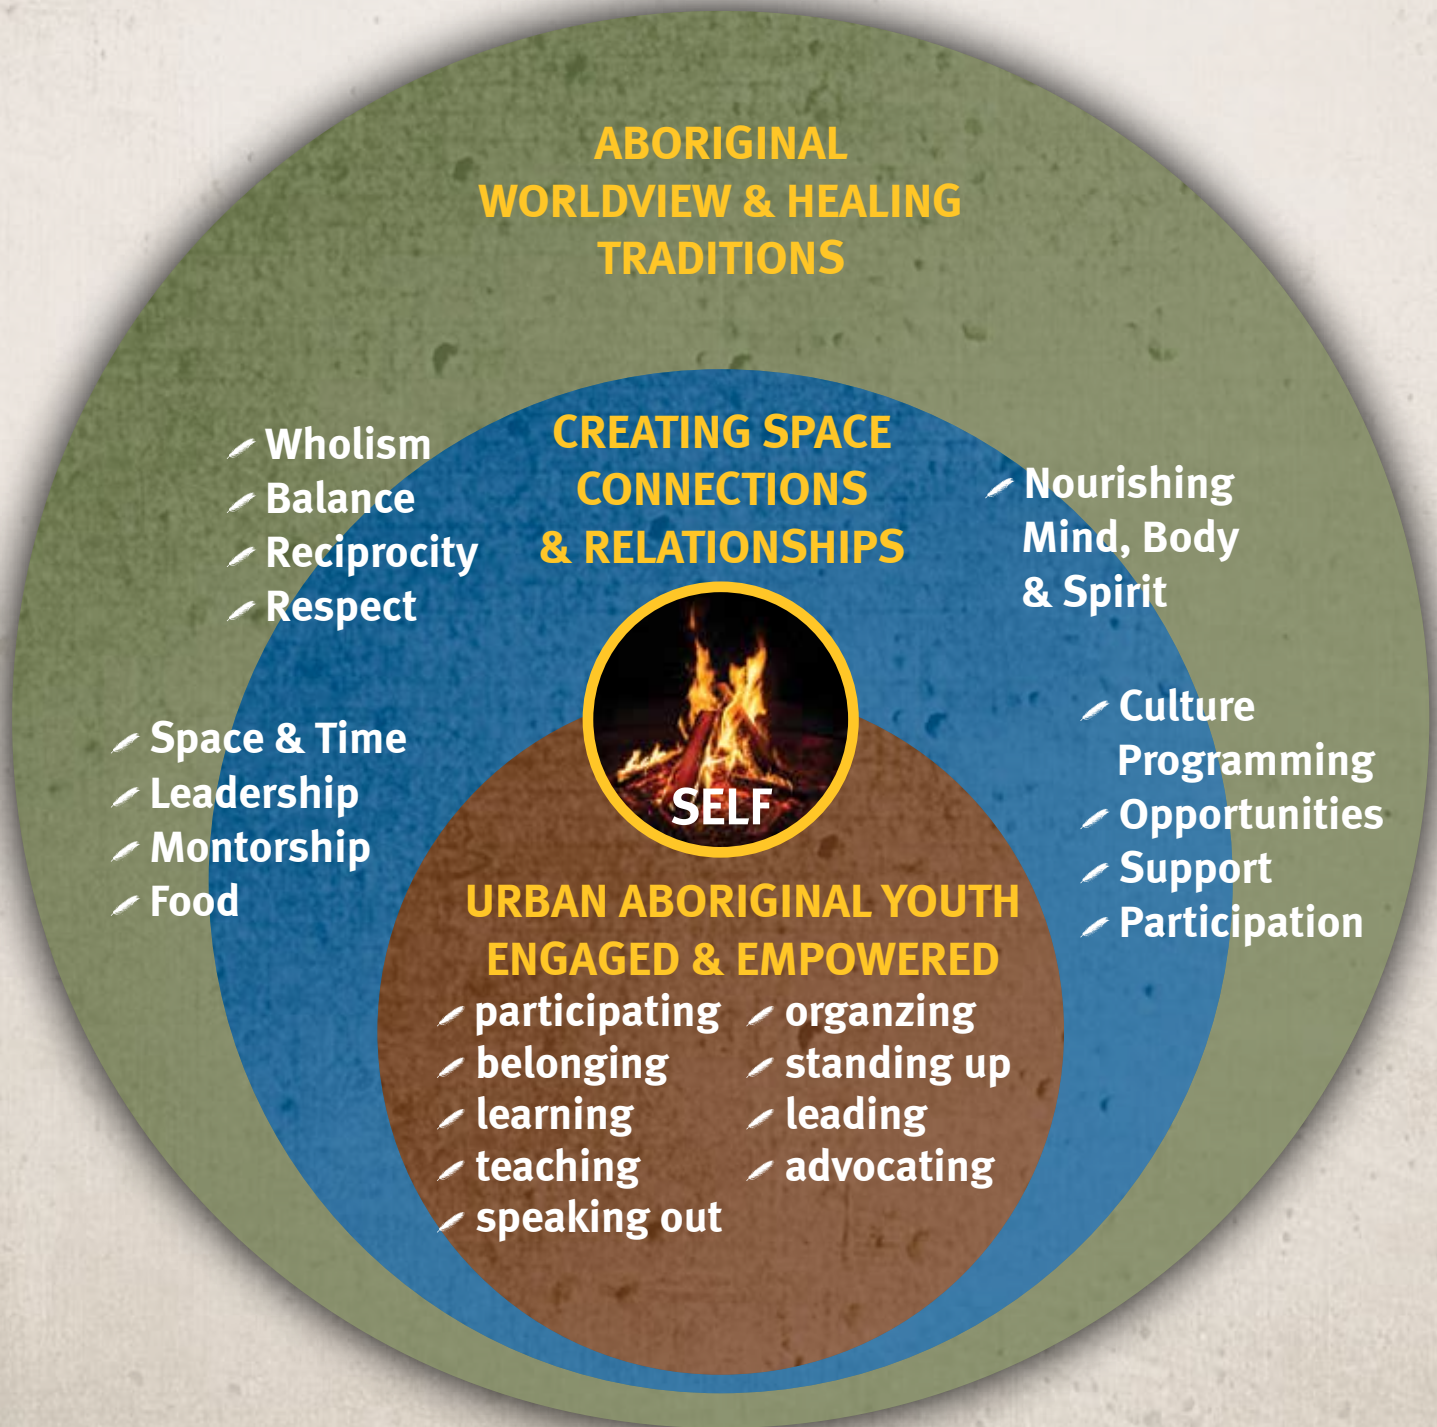 ABORIGINAL
WORLDVIEW & HEALING
TRADITIONS
CREATING SPACE
CONNECTIONS
& RELATIONSHIPS
Wholism
Balance
Reciprocity
Respect
Nourishing
Mind, Body
& Spirit
Space & Time
Leadership
Montorship
Food
Culture
Programming
Opportunities
Support
Participation
SELF
URBAN ABORIGINAL YOUTH
ENGAGED & EMPOWERED
participating
belonging
learning
teaching
speaking out
organzing
standing up
leading
advocating